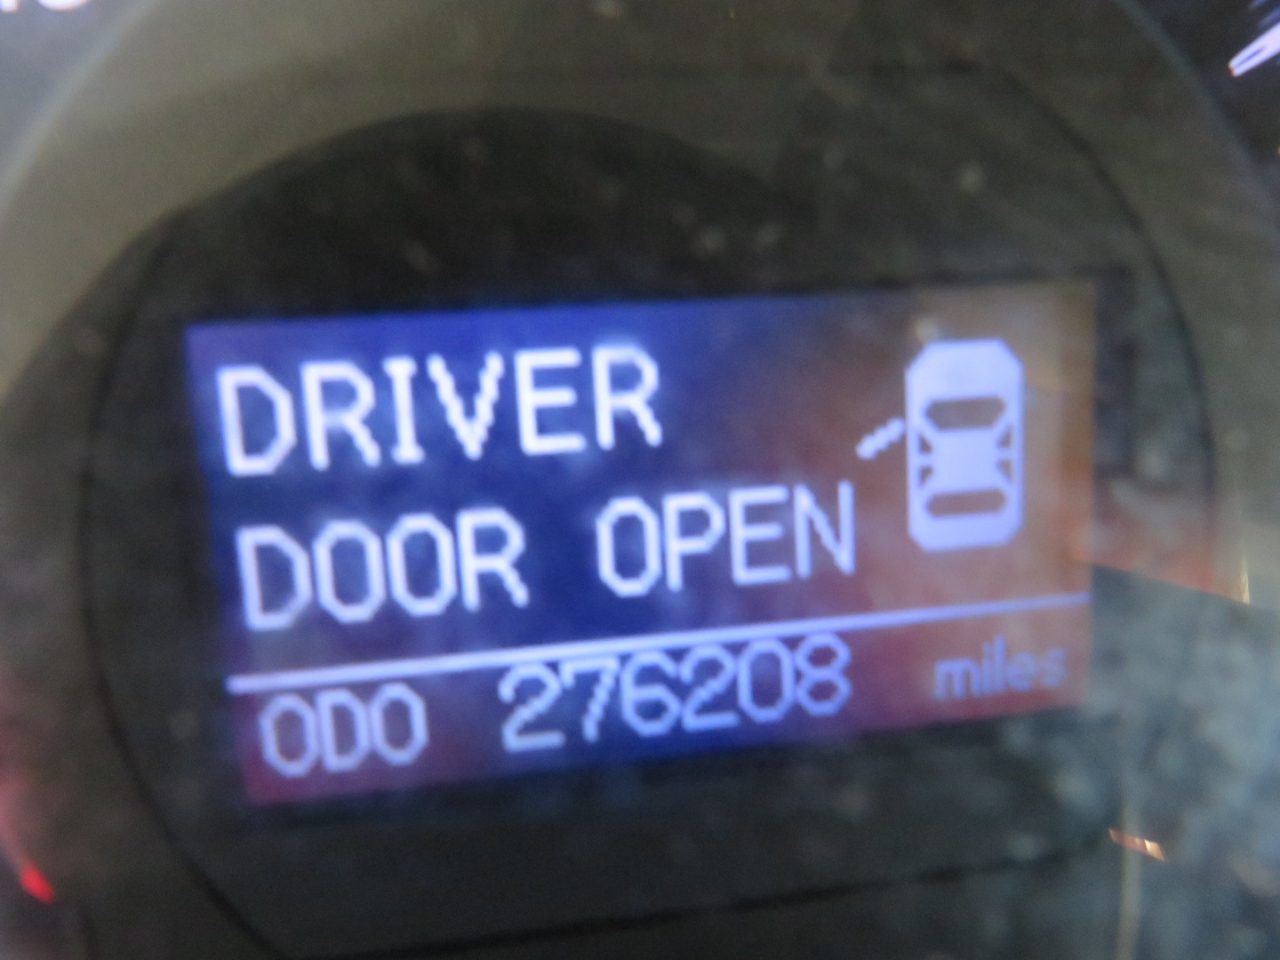 DRIVER
DOOR OPEN
ODO 276208 miles